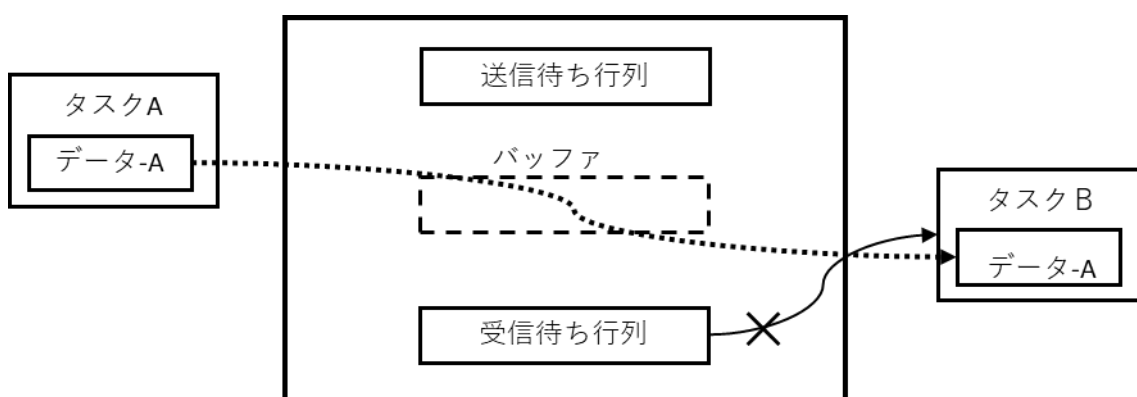 送信待ち行列
タスクA
データ-A
バッファ
タスクB
データ-A
受信待ち行列